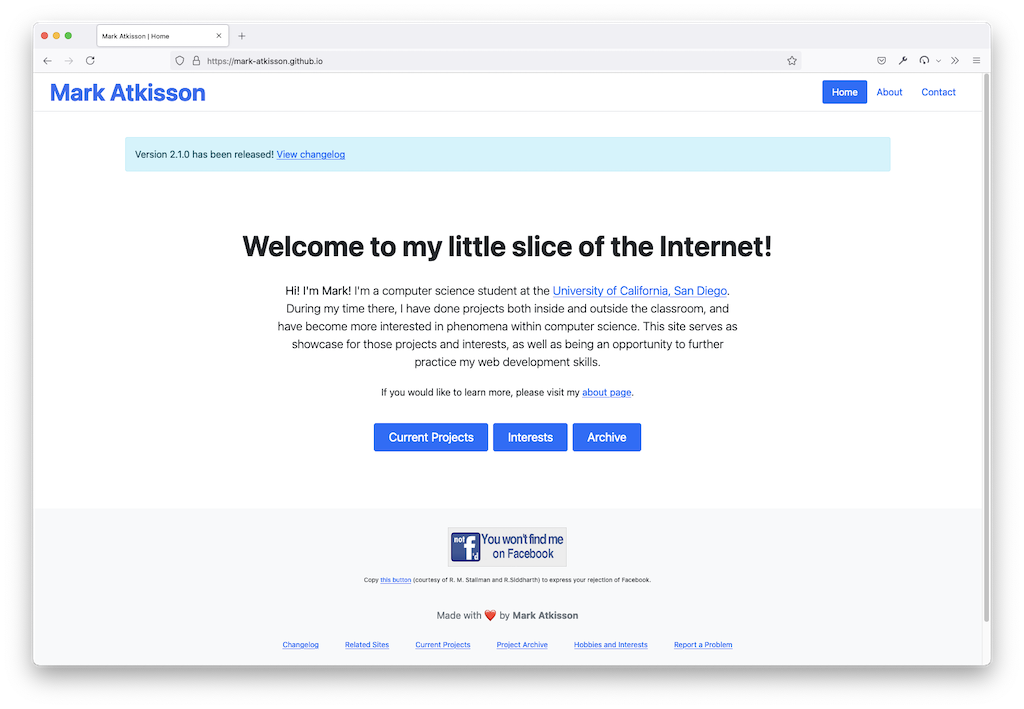 Mark Atkisson | Home
https://mark-atkisson.github.io
Mark Atkisson
Home About Contact
Version 2.1.0 has been released! View changelog
Welcome to my little slice of the Internet!
Hi! I'm Mark! I'm a computer science student at the University of California, San Diego.
During my time there, I have done projects both inside and outside the classroom, and
have become more interested in phenomena within computer science. This site serves as
showcase for those projects and interests, as well as being an opportunity to further
practice my web development skills.
If you would like to learn more, please visit my about page.
Current Projects Interests Archive
not f'd You won't find me
on Facebook
Copy this button (courtesy of R. M. Stallman and R.Siddharth) to express your rejection of Facebook.
Made with ❤️ by Mark Atkisson
Changelog Related Sites Current Projects Project Archive Hobbies and Interests Report a Problem